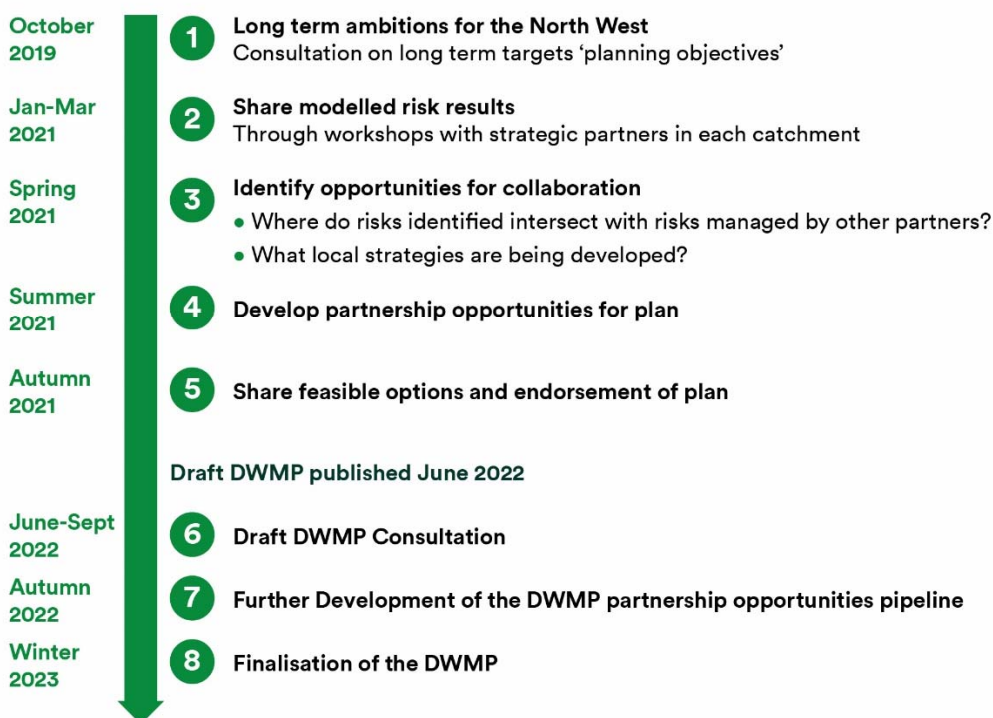 October
2019
1
Long term ambitions for the North West
Consultation on long term targets ‘planning objectives’
Jan-Mar
2021
2
Share modelled risk results
Through workshops with strategic partners in each catchment
Spring
2021
3
Identify opportunities for collaboration
• Where do risks identified intersect with risks managed by other partners?
• What local strategies are being developed?
Summer
2021
4
Develop partnership opportunities for plan
Autumn
2021
5
Share feasible options and endorsement of plan
Draft DWMP published June 2022
June-Sept
2022
6
Draft DWMP Consultation
Autumn
2022
7
Further Development of the DWMP partnership opportunities pipeline
Winter
2023
8
Finalisation of the DWMP